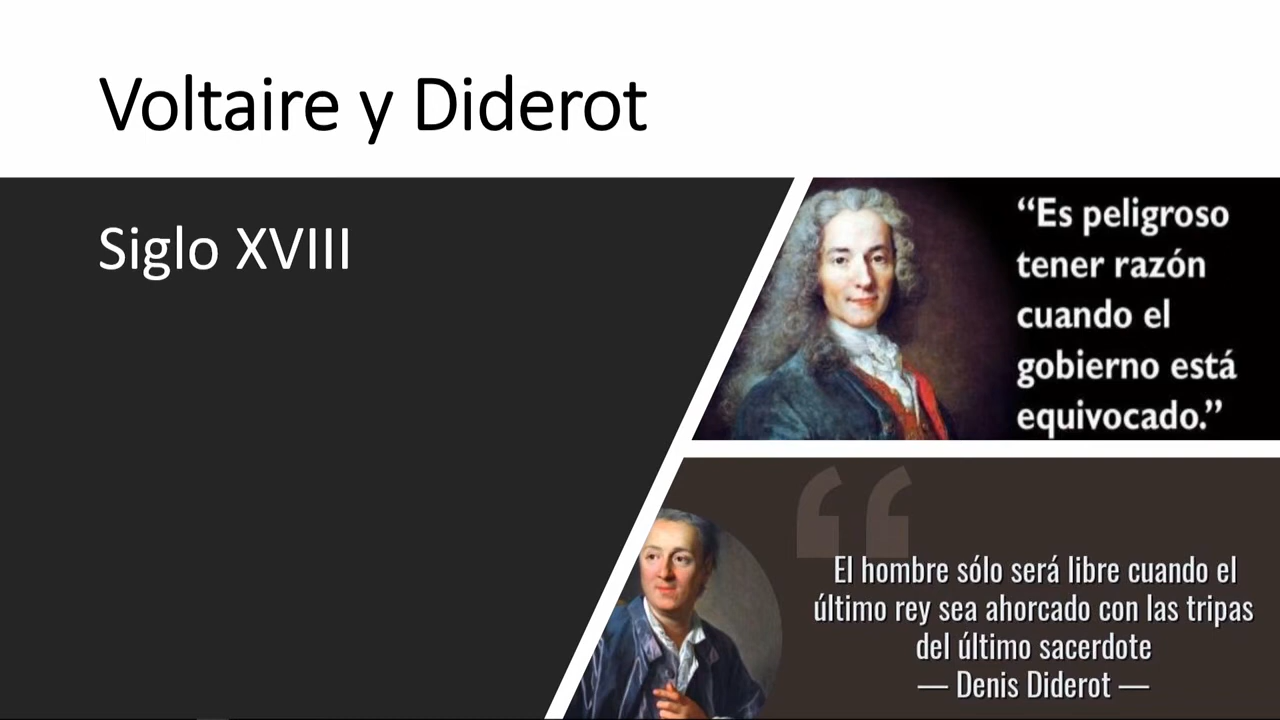 Voltaire y Diderot
Siglo XVIII
“Es peligroso
tener razón
cuando el
gobierno está
equivocado.”
“
El hombre sólo será libre cuando el
último rey sea ahorcado con las tripas
del último sacerdote
— Denis Diderot —